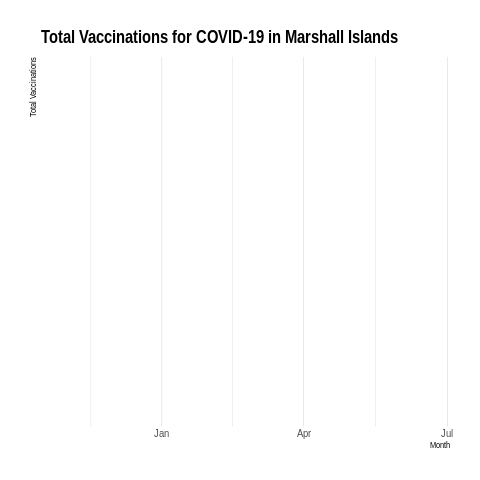 Total Vaccinations for COVID-19 in Marshall Islands
Total Vaccinations
Jan Apr Jul
Month